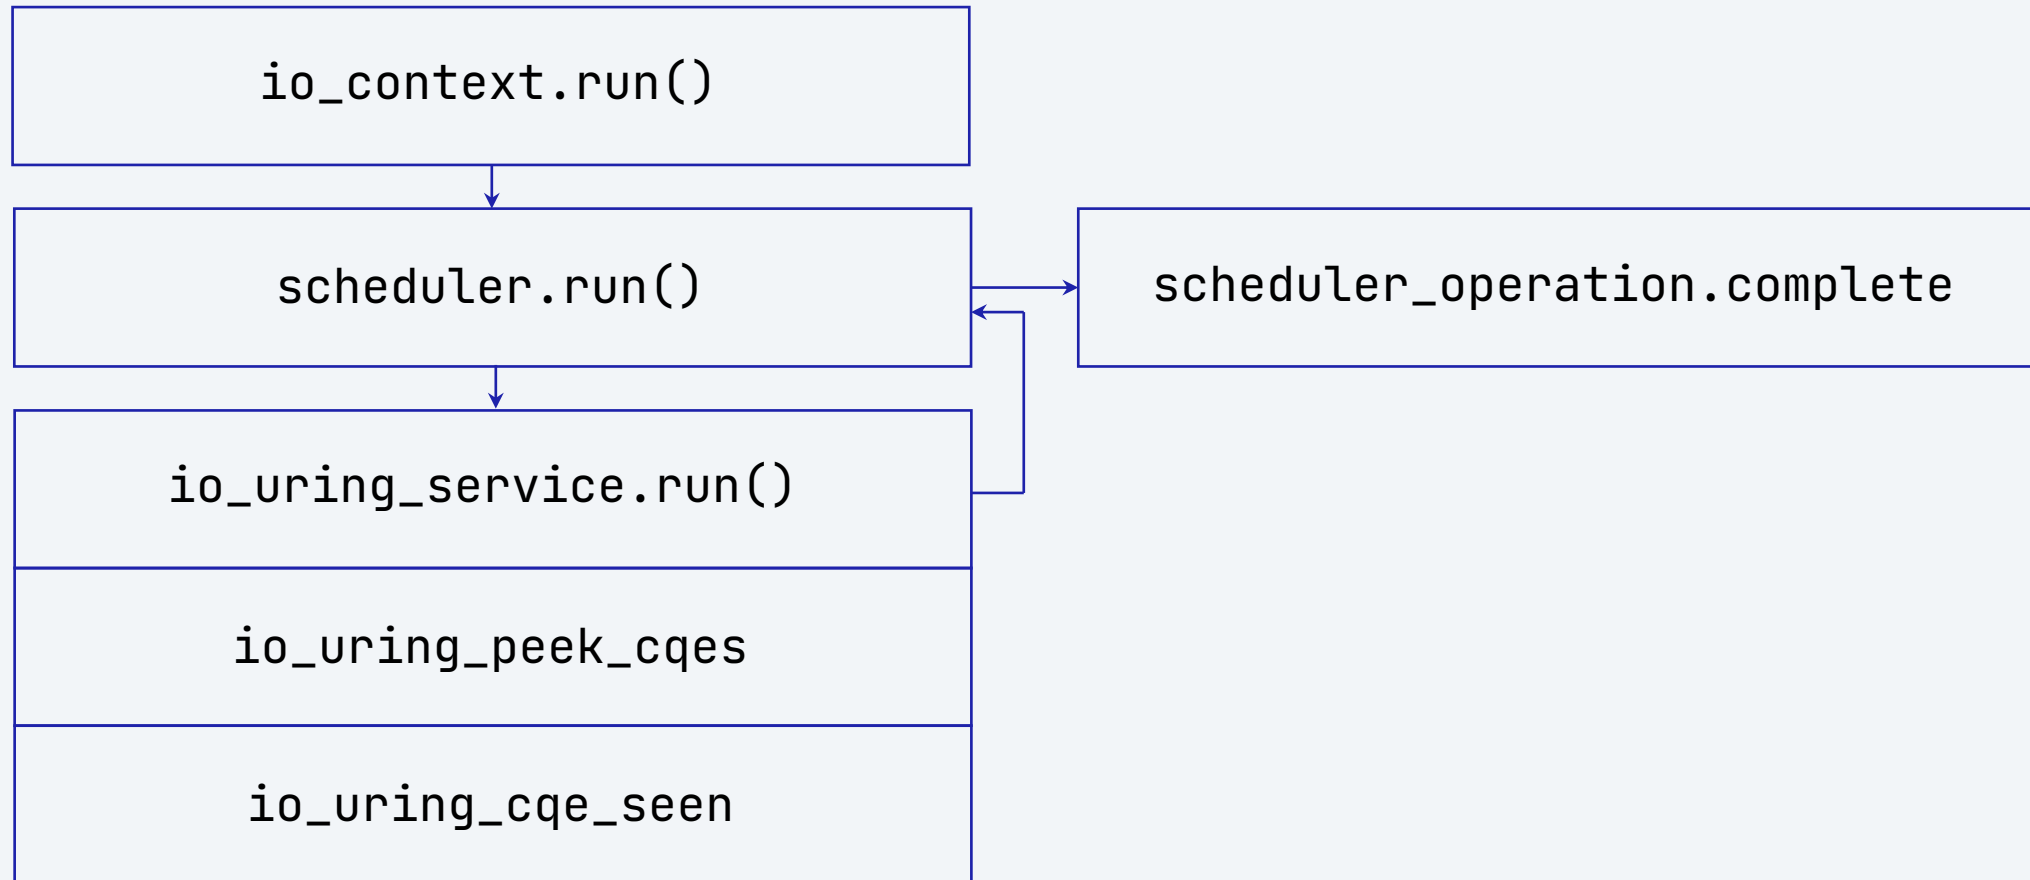 io_context.run()
scheduler.run()
scheduler_operation.complete
io_uring_service.run()
io_uring_peek_cqes
io_uring_cqe_seen